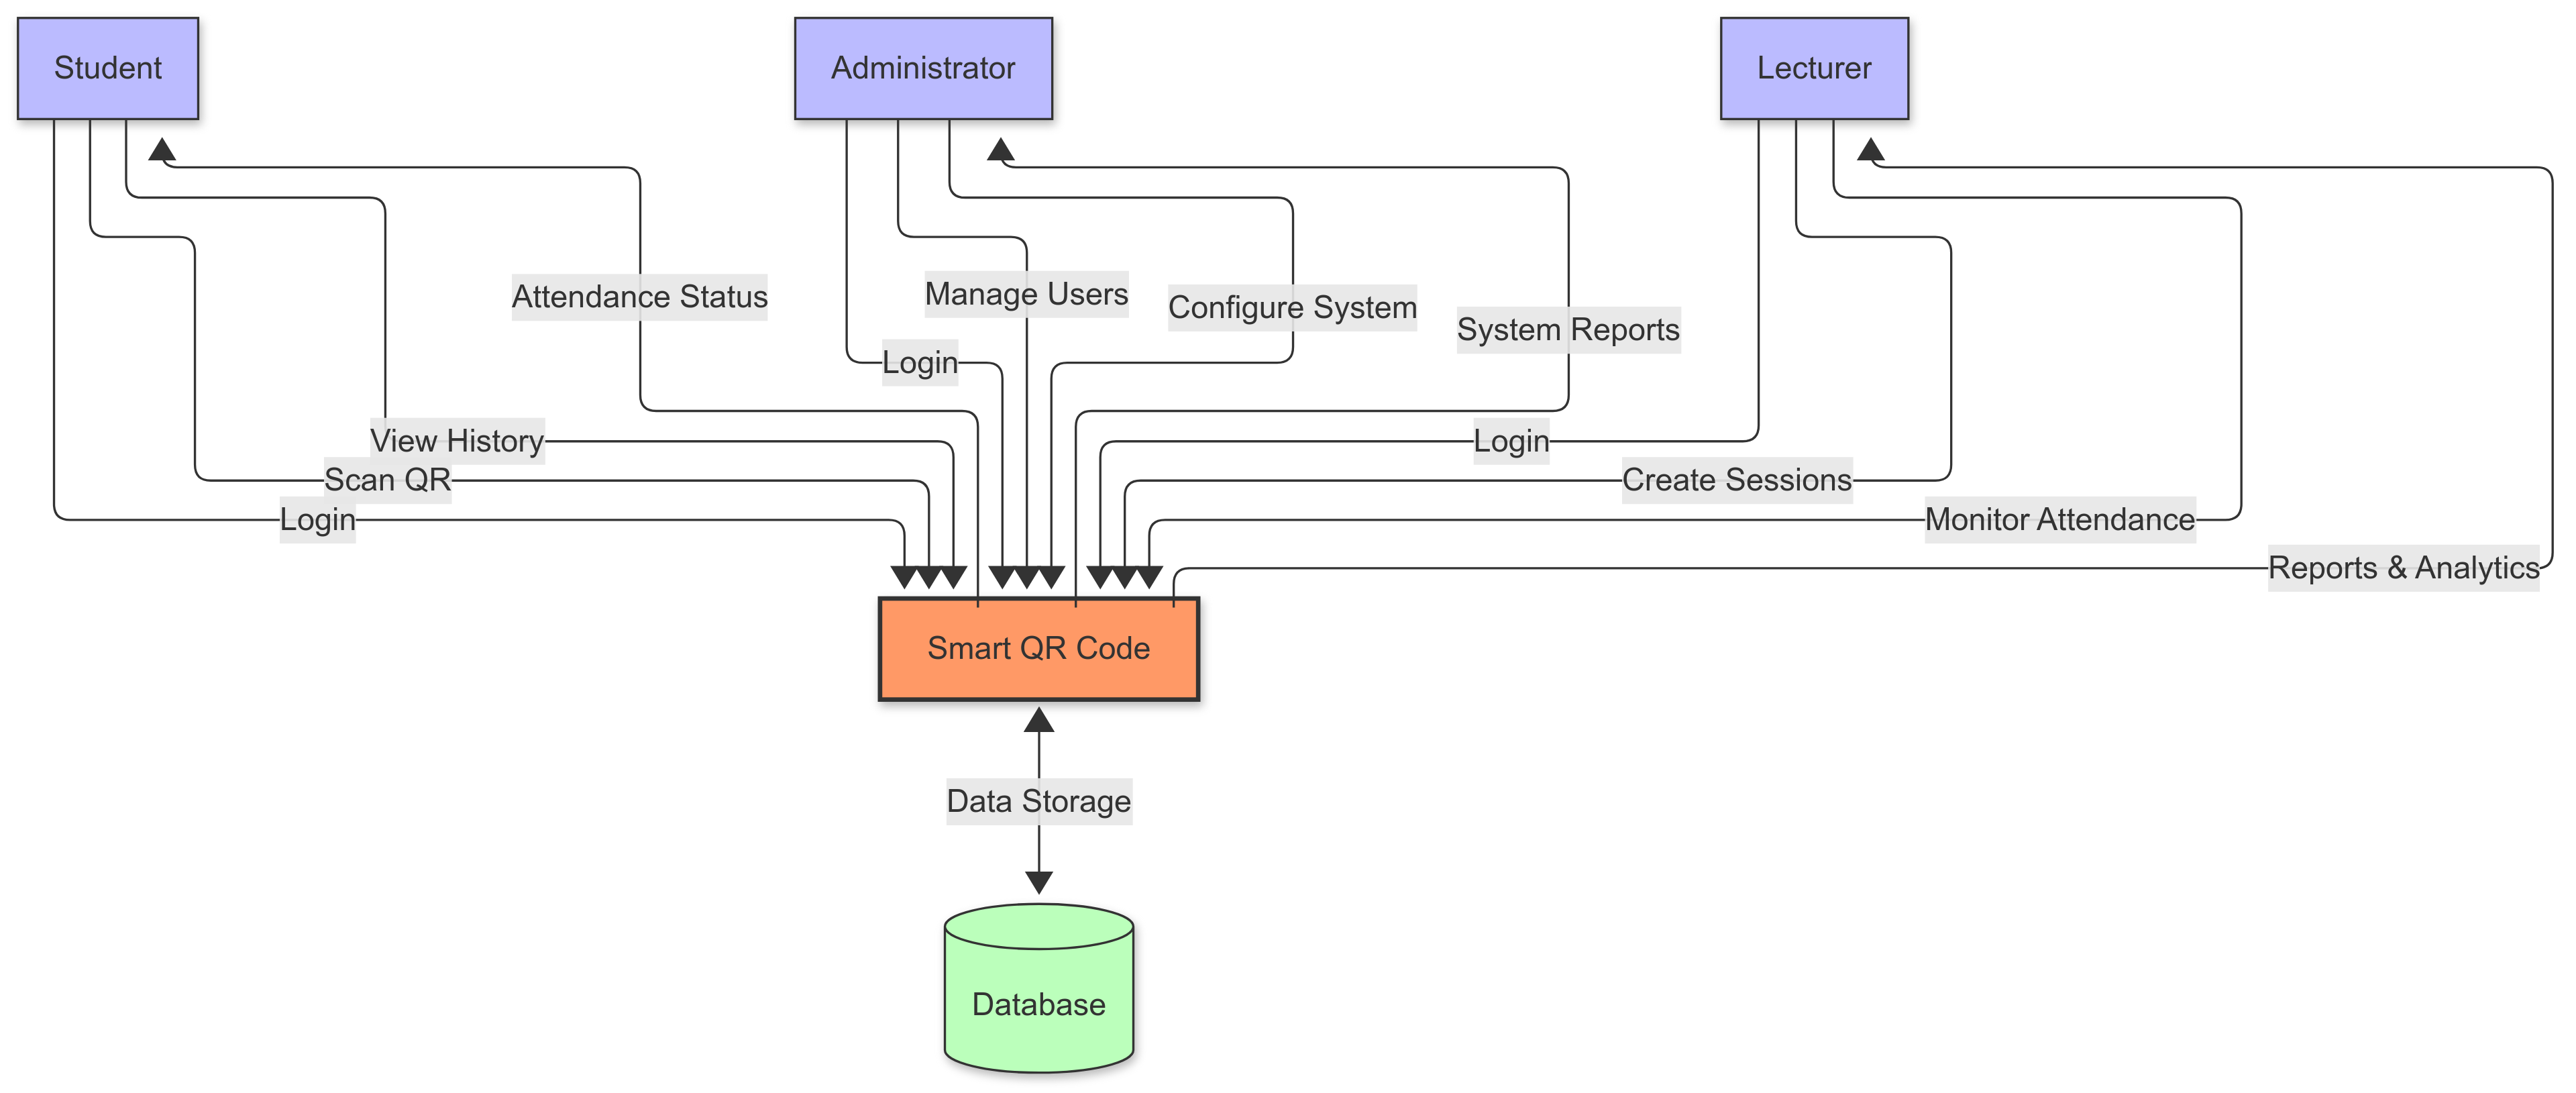 Student
Administrator
Lecturer
Attendance Status
Manage Users
Configure System
System Reports
Login
View History
Login
Scan QR
Create Sessions
Login
Monitor Attendance
Reports & Analytics
Smart QR Code
Data Storage
Database